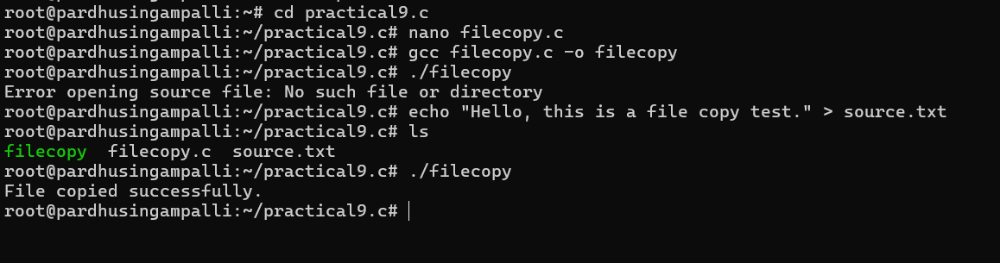 root@pardhusingampalli:~# cd practical9.c
root@pardhusingampalli:~/practical9.c# nano filecopy.c
root@pardhusingampalli:~/practical9.c# gcc filecopy.c -o filecopy
root@pardhusingampalli:~/practical9.c# ./filecopy
Error opening source file: No such file or directory
root@pardhusingampalli:~/practical9.c# echo "Hello, this is a file copy test." > source.txt
root@pardhusingampalli:~/practical9.c# ls
filecopy  filecopy.c  source.txt
root@pardhusingampalli:~/practical9.c# ./filecopy
File copied successfully.
root@pardhusingampalli:~/practical9.c#